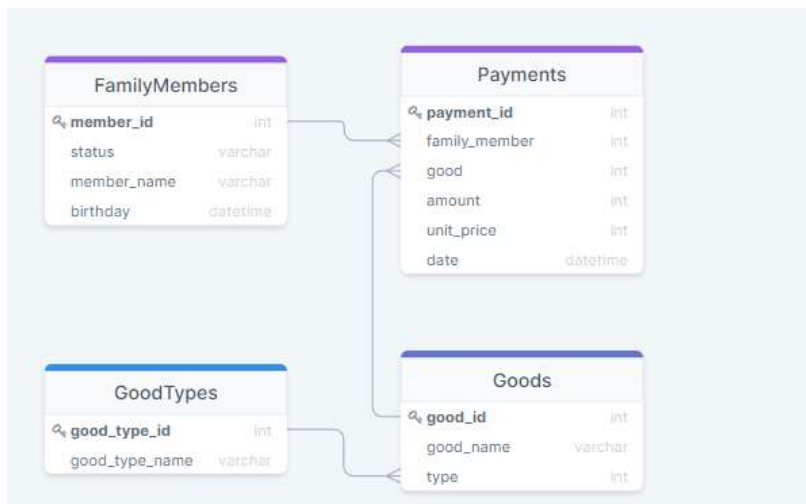 FamilyMembers
member_id int
status varchar
member_name varchar
birthday datetime
Payments
payment_id int
family_member int
good int
amount int
unit_price int
date datetime
GoodTypes
good_type_id int
good_type_name varchar
Goods
good_id int
good_name varchar
type int